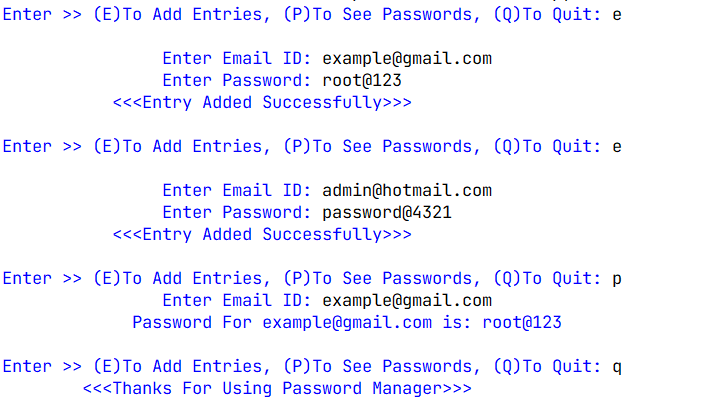 Enter >> (E)To Add Entries, (P)To See Passwords, (Q)To Quit: e
Enter Email ID: example@gmail.com
Enter Password: root@123
<<<Entry Added Successfully>>>
Enter >> (E)To Add Entries, (P)To See Passwords, (Q)To Quit: e
Enter Email ID: admin@hotmail.com
Enter Password: password@4321
<<<Entry Added Successfully>>>
Enter >> (E)To Add Entries, (P)To See Passwords, (Q)To Quit: p
Enter Email ID: example@gmail.com
Password For example@gmail.com is: root@123
Enter >> (E)To Add Entries, (P)To See Passwords, (Q)To Quit: q
<<<Thanks For Using Password Manager>>>